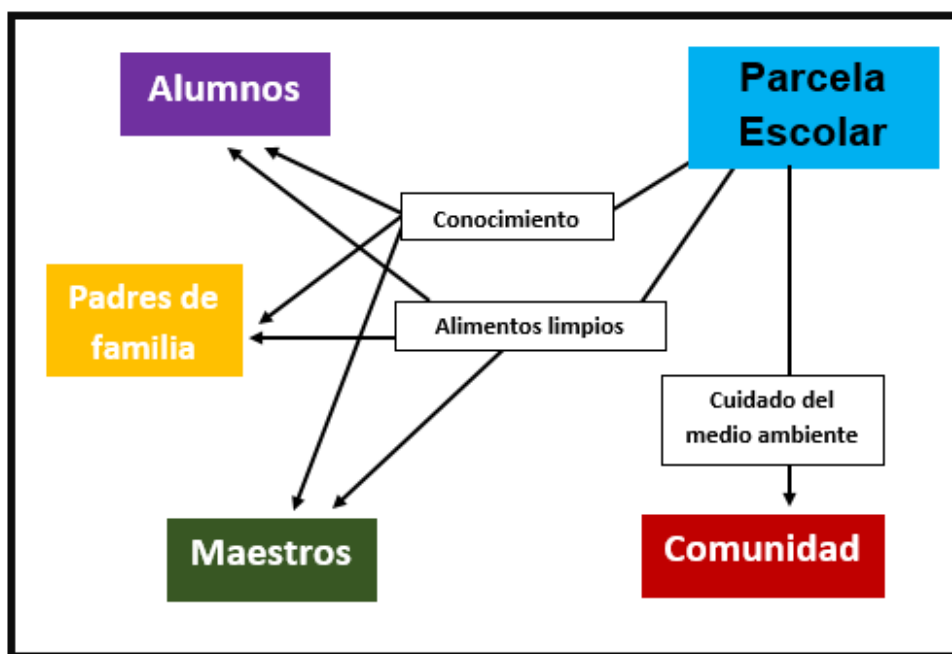 Alumnos
Parcela
Escolar
Conocimiento
Padres de
familia
Alimentos limpios
Cuidado del
medio ambiente
Maestros
Comunidad